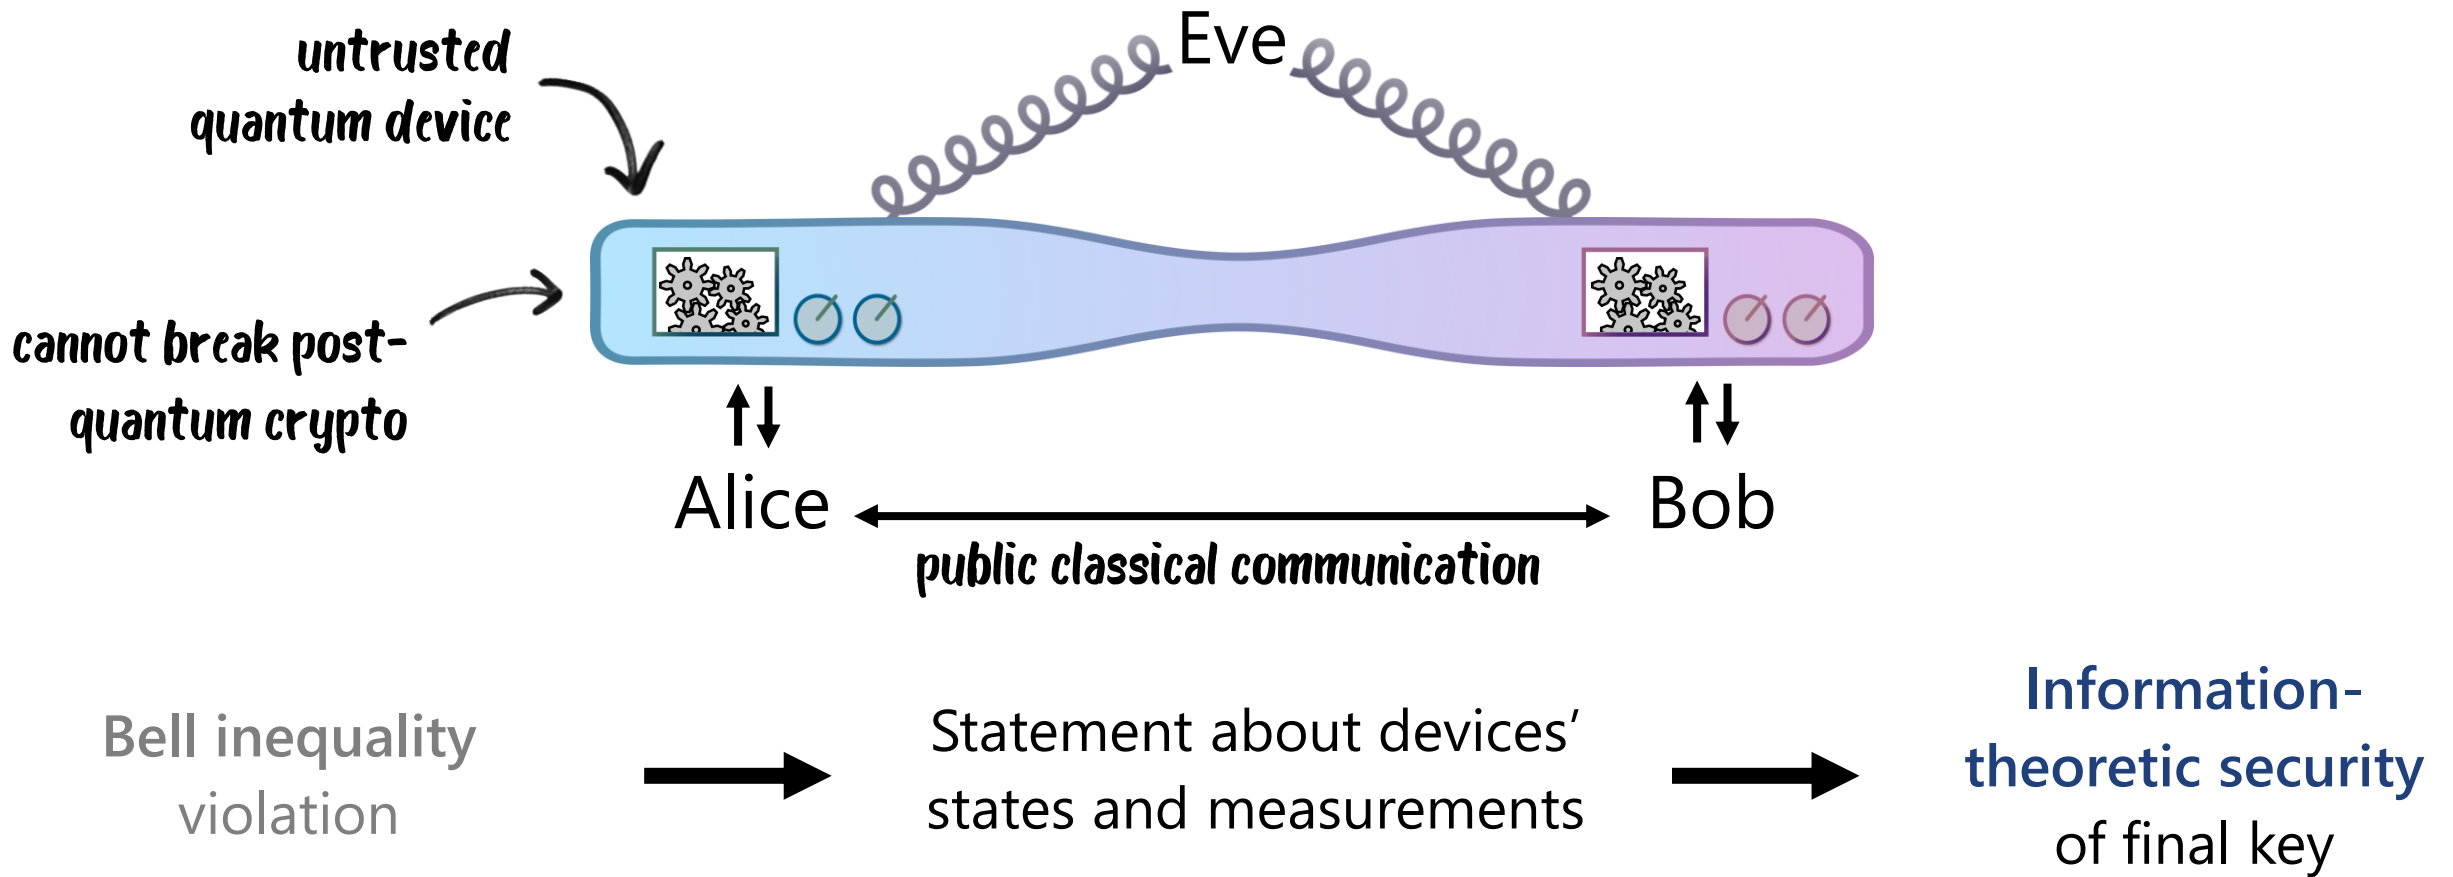 Eve
untrusted
quantum device
cannot break post-
quantum crypto
Alice
Bob
public classical communication
Bell inequality
violation
Statement about devices’
states and measurements
Information-
theoretic security
of final key